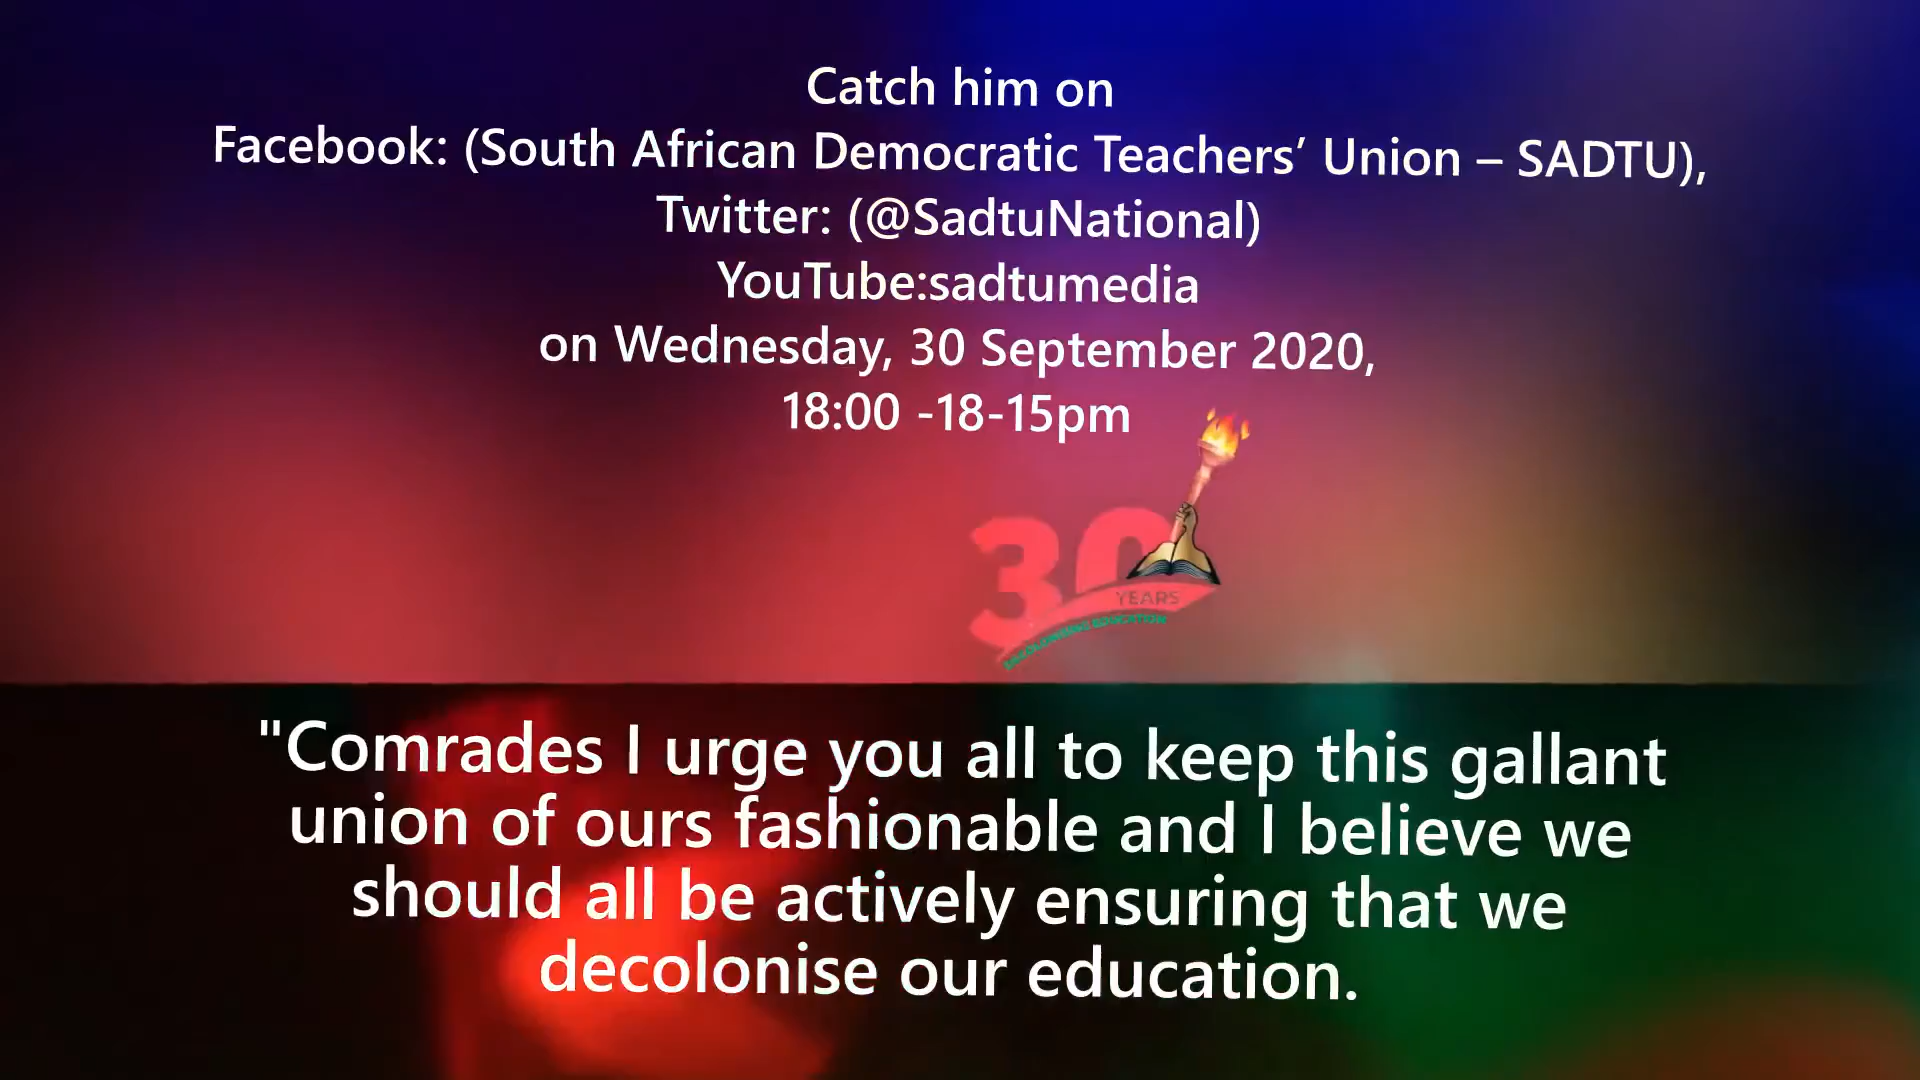 Catch him on
Facebook: (South African Democratic Teachers’ Union – SADTU),
Twitter: (@SadtuNational)
YouTube:sadtumedia
on Wednesday, 30 September 2020,
18:00 -18-15pm
30
YEARS
EDUCATION
"Comrades I urge you all to keep this gallant
union of ours fashionable and I believe we
should all be actively ensuring that we
decolonise our education.